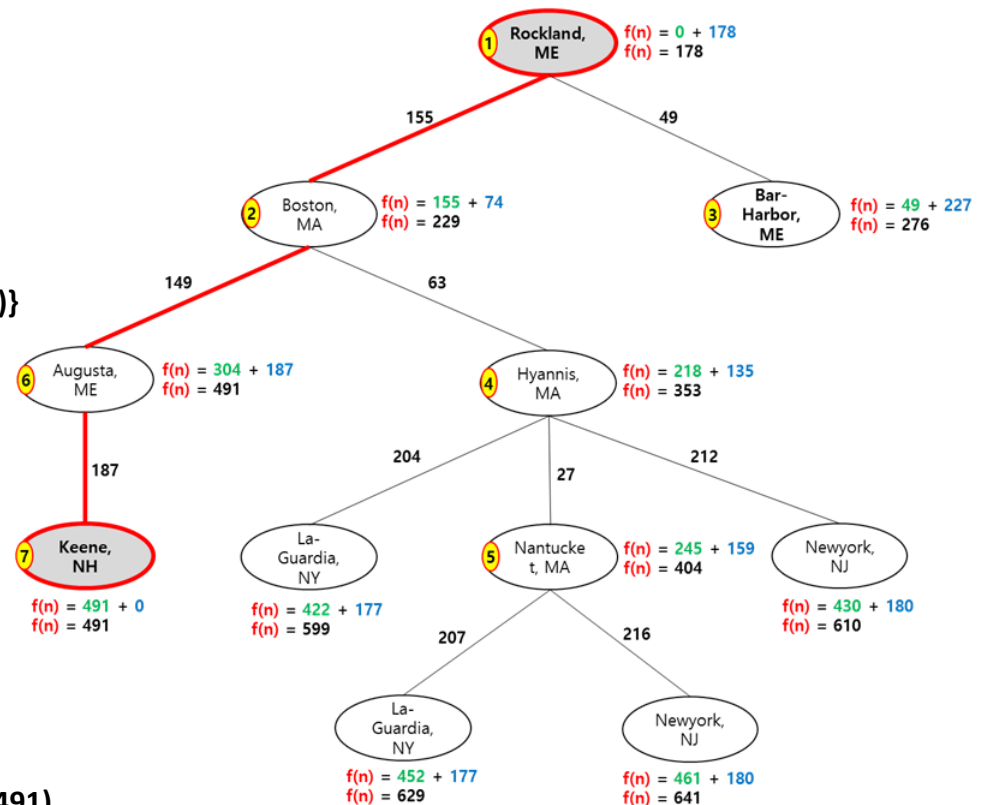 1
Rockland,
ME
f(n) = 0 + 178
f(n) = 178
155
49
2
Boston,
MA
f(n) = 155 + 74
f(n) = 229
3
Bar-
Harbor,
ME
f(n) = 49 + 227
f(n) = 276
149
63
)}
6
Augusta,
ME
f(n) = 304 + 187
f(n) = 491
4
Hyannis,
MA
f(n) = 218 + 135
f(n) = 353
187
204
27
212
7
Keene,
NH
f(n) = 491 + 0
f(n) = 491
La-
Guardia,
NY
f(n) = 422 + 177
f(n) = 599
5
Nantucke
t, MA
f(n) = 245 + 159
f(n) = 404
Newyork,
NJ
f(n) = 430 + 180
f(n) = 610
207
216
La-
Guardia,
NY
f(n) = 452 + 177
f(n) = 629
Newyork,
NJ
f(n) = 461 + 180
f(n) = 641
491)